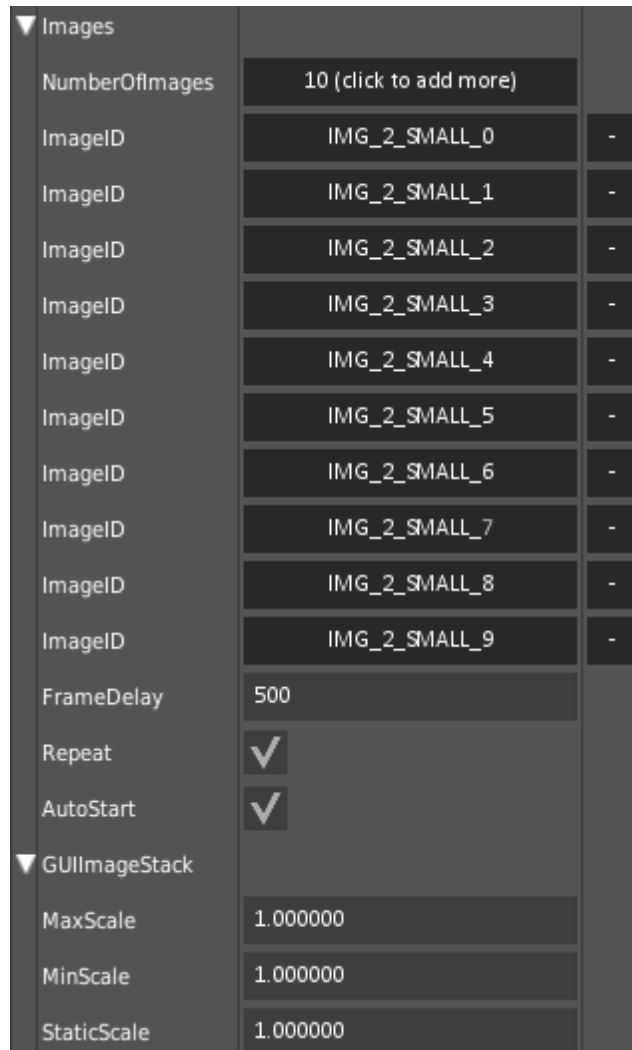 Images
NumberOfImages 10 (click to add more)
ImageID IMG_2_SMALL_0 -
ImageID IMG_2_SMALL_1 -
ImageID IMG_2_SMALL_2 -
ImageID IMG_2_SMALL_3 -
ImageID IMG_2_SMALL_4 -
ImageID IMG_2_SMALL_5 -
ImageID IMG_2_SMALL_6 -
ImageID IMG_2_SMALL_7 -
ImageID IMG_2_SMALL_8 -
ImageID IMG_2_SMALL_9 -
FrameDelay 500
Repeat
AutoStart
GUIImageStack
MaxScale 1.000000
MinScale 1.000000
StaticScale 1.000000